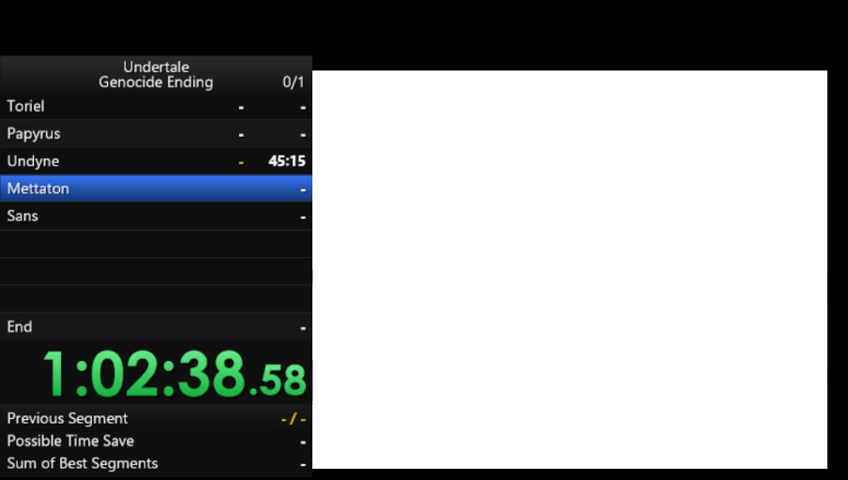 Undertale
Genocide Ending 0/1
Toriel - -
Papyrus - -
Undyne - 45:15
Mettaton -
Sans -
End -
1:02:38.58
Previous Segment - / -
Possible Time Save -
Sum of Best Segments -